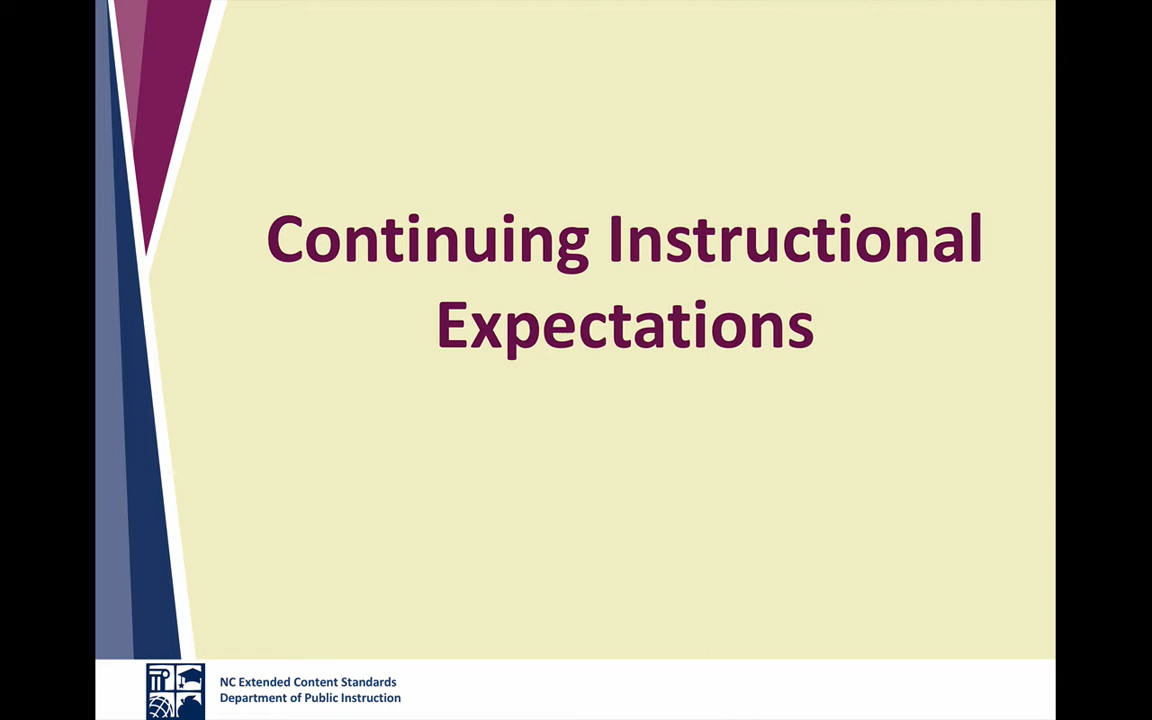 Continuing Instructional
Expectations
NC Extended Content Standards
Department of Public Instruction